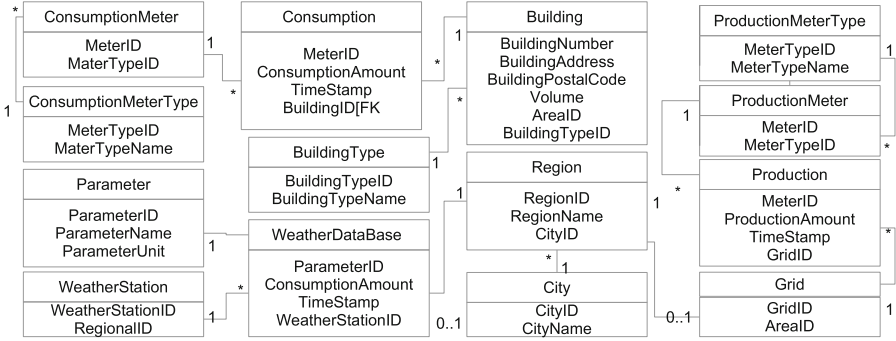 *
ConsumptionMeter
MeterID
MaterTypeID
1
1
ConsumptionMeterType
MeterTypeID
MaterTypeName
Parameter
ParameterID
ParameterName
ParameterUnit
1
WeatherStation
WeatherStationID
RegionalID
1
Consumption
MeterID
ConsumptionAmount
TimeStamp
BuildingID[FK
*
*
BuildingType
BuildingTypeID
BuildingTypeName
1
WeatherDataBase
ParameterID
ConsumptionAmount
TimeStamp
WeatherStationID
*
0..1
Building
1
BuildingNumber
BuildingAddress
BuildingPostalCode
Volume
AreaID
BuildingTypeID
*
Region
RegionID
RegionName
CityID
1
1
*
1
City
CityID
CityName
ProductionMeterType
MeterTypeID
MeterTypeName
1
ProductionMeter
MeterID
MeterTypeID
1
*
Production
MeterID
ProductionAmount
TimeStamp
GridID
*
*
Grid
GridID
AreaID
0..1
1